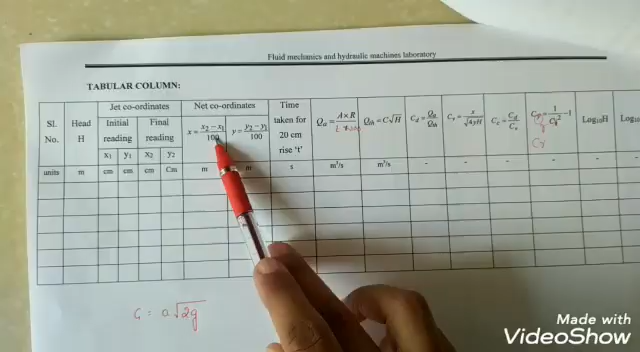 Fluid mechanics and hydraulic machines laboratory
TABULAR COLUMN:
Sl. No. Head H Jet co-ordinates Net co-ordinates Time taken for 20 cm rise 't' Qa = A×R Qth = C√H Cd = Qa/Qth Cv = x/√4yH Cc = Cd/Cv = 1/Cv² −1 Log10H
Initial reading Final reading x = x2 − x1/100 y = y2 − y1/100
x1 y1 x2 y2
units m cm cm cm Cm m m s m³/s m³/s - - - - -
Cr
C = a√2g
Made with
VideoShow